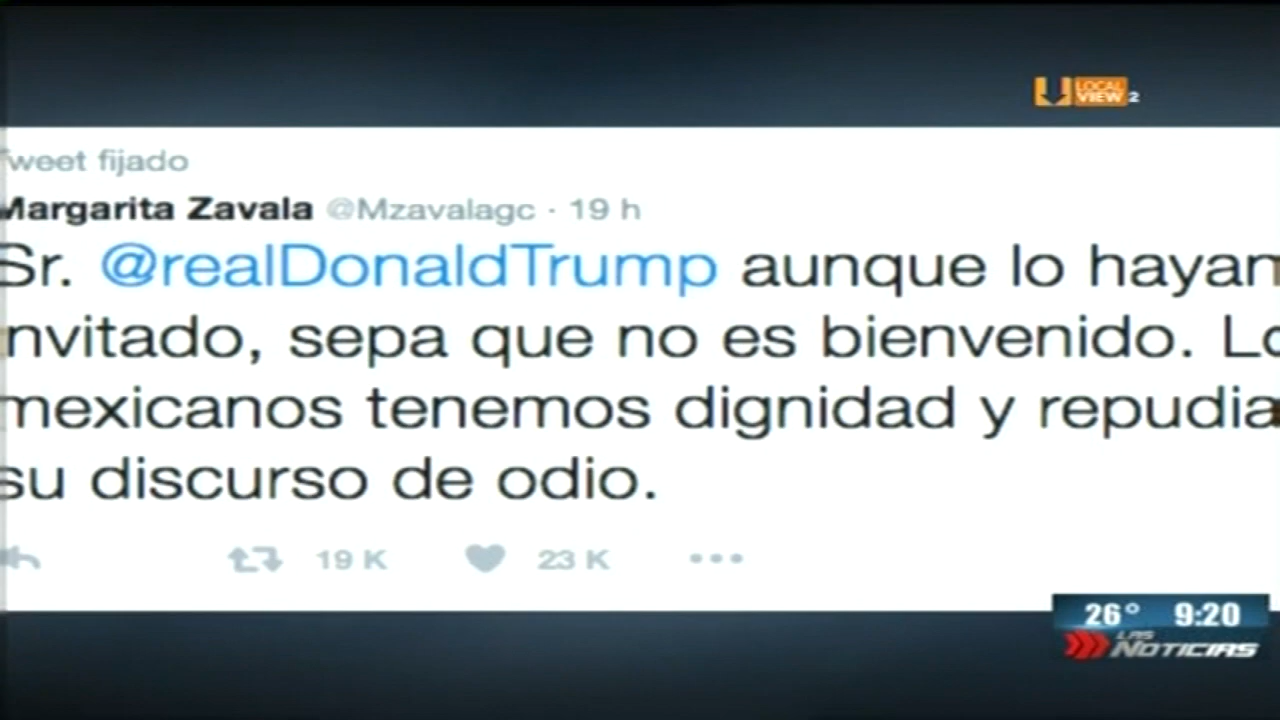 LOCAL
VIEW 2
Tweet fijado
Margarita Zavala @Mzavalagc · 19 h
Sr. @realDonaldTrump aunque lo hayan
invitado, sepa que no es bienvenido. Lo
mexicanos tenemos dignidad y repudia
su discurso de odio.
19 K 23 K
26° 9:20
LAS
NOTICIAS